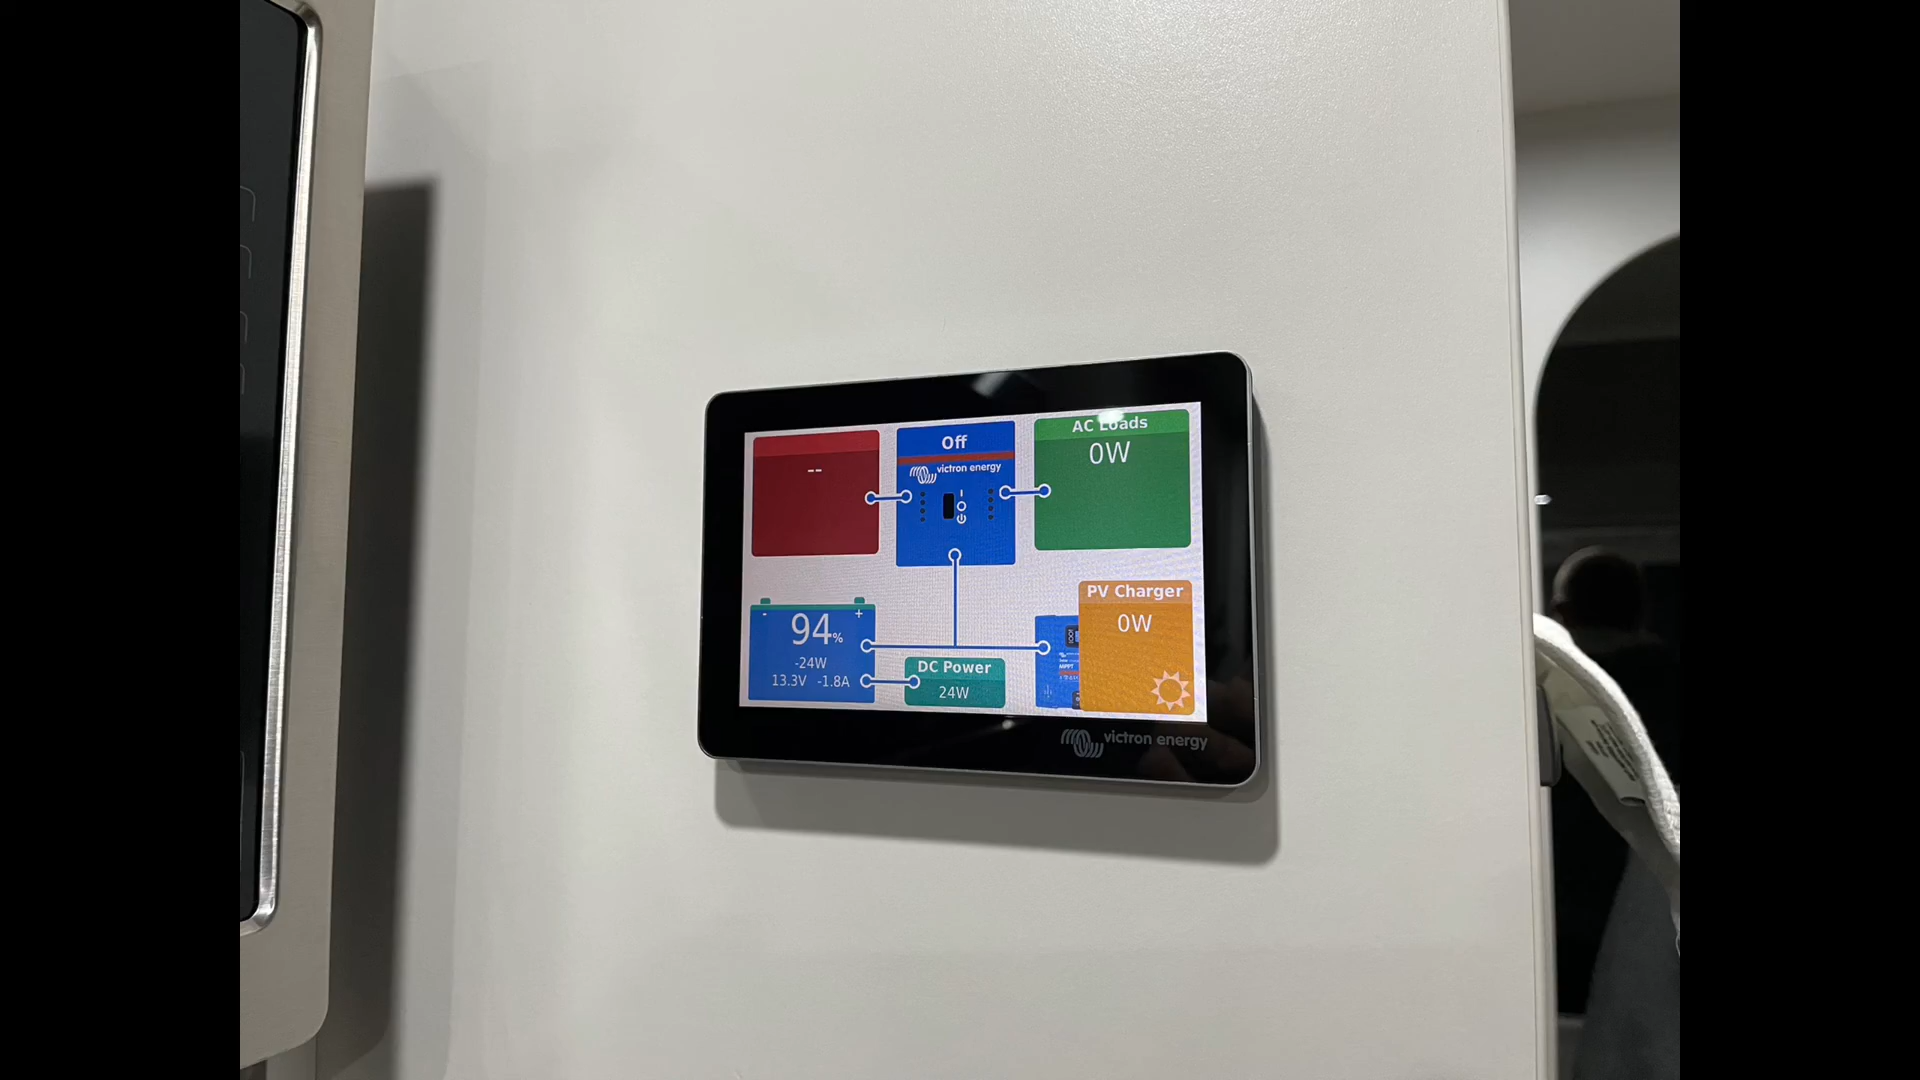 --
Off
victron energy
AC Loads
0W
- +
94%
-24W
13.3V -1.8A
DC Power
24W
MPPT
PV Charger
0W
victron energy